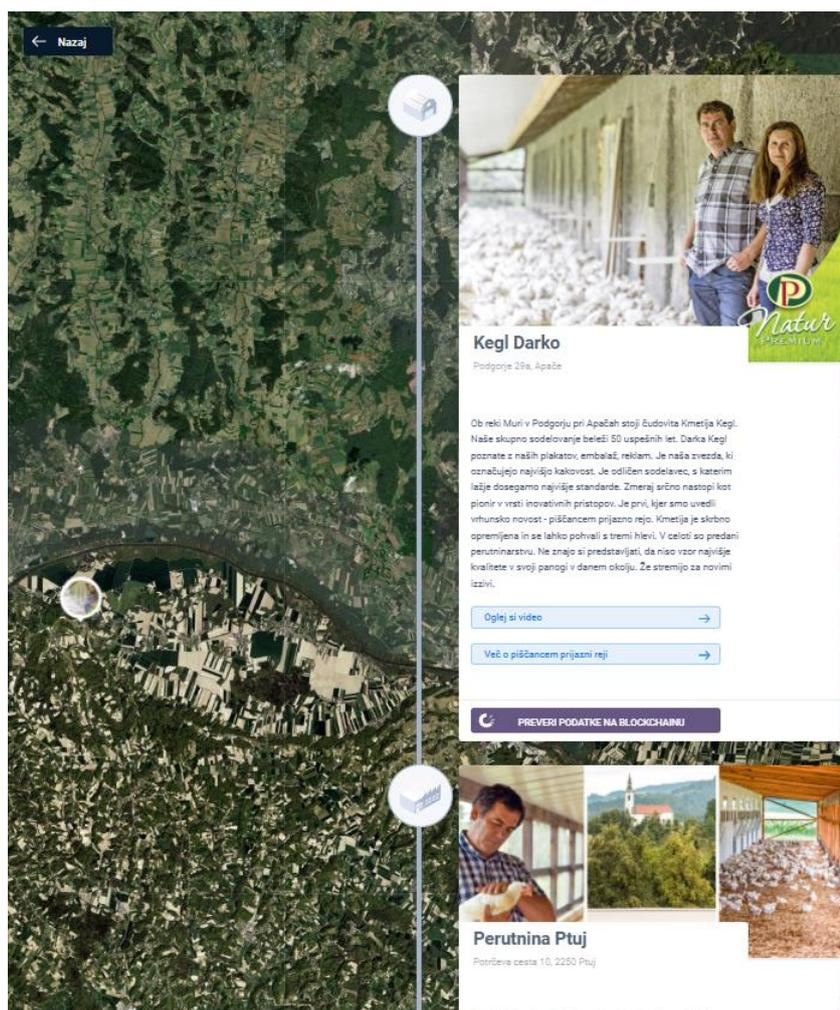 Nazaj
P
Natur
PREMIUM
Kegl Darko
Podgorje 29a, Apače
Ob reki Muri v Podgorju pri Apačah stoji čudovita Kmetija Kegl.
Naše skupno sodelovanje beleži 50 uspešnih let. Darka Kegl
poznate z naših plakatov, embalaž, reklam. Je naša zvezda, ki
označujejo najvišjo kakovost. Je odličen sodelavec, s katerim
lažje dosegamo najvišje standarde. Zmeraj srčno nastopi kot
pionir v vrsti inovativnih pristopov. Je prvi, kjer smo uvedli
vrhunsko novost - piščancem prijazno rejo. Kmetija je skrbno
opremljena in se lahko pohvali s tremi hlevi. V celoti so predani
perutninarstvu. Ne znajo si predstavljati, da niso vzor najvišje
kvalitete v svoji panogi v danem okolju. Že stremijo za novimi
izzivi.
Oglej si video
Več o piščancem prijazni reji
PREVERI PODATKE NA BLOCKCHAINU
Perutnina Ptuj
Potrčeva cesta 10, 2250 Ptuj